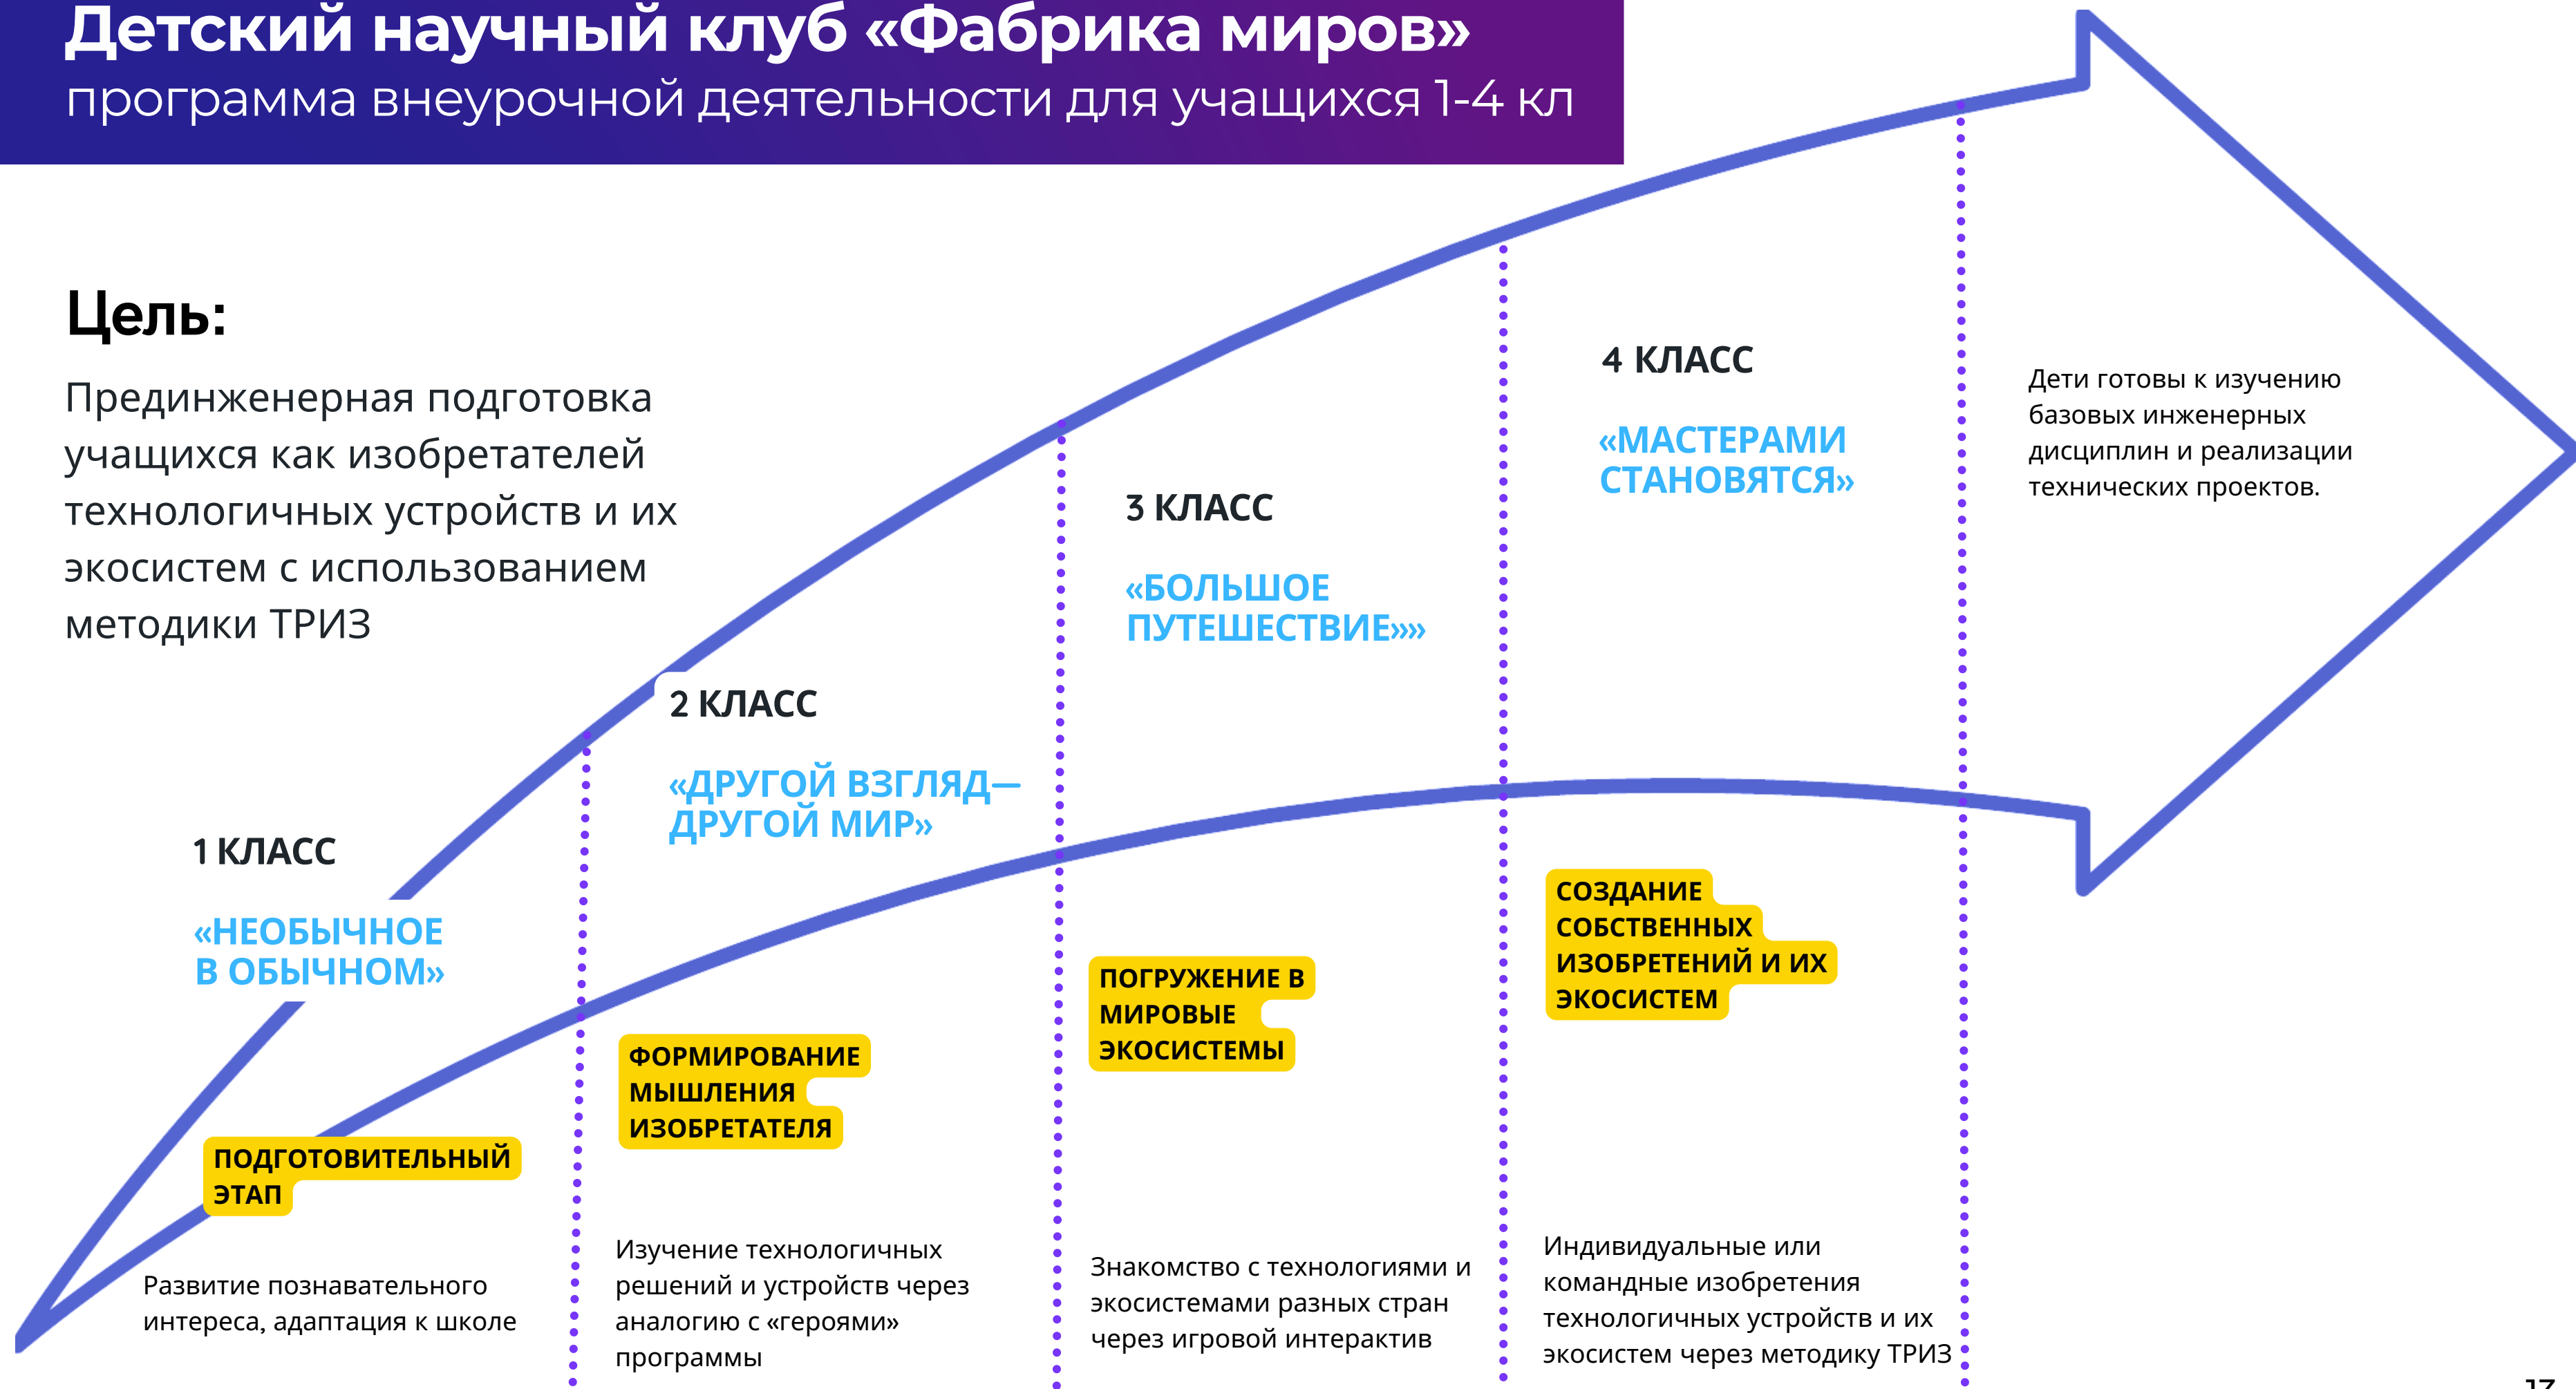 Детский научный клуб «Фабрика миров»
программа внеурочной деятельности для учащихся 1-4 кл
Цель:
Прединженерная подготовка
учащихся как изобретателей
технологичных устройств и их
экосистем с использованием
методики ТРИЗ
1 КЛАСС
«НЕОБЫЧНОЕ
В ОБЫЧНОМ»
ПОДГОТОВИТЕЛЬНЫЙ
ЭТАП
Развитие познавательного
интереса, адаптация к школе
2 КЛАСС
«ДРУГОЙ ВЗГЛЯД—
ДРУГОЙ МИР»
ФОРМИРОВАНИЕ
МЫШЛЕНИЯ
ИЗОБРЕТАТЕЛЯ
Изучение технологичных
решений и устройств через
аналогию с «героями»
программы
3 КЛАСС
«БОЛЬШОЕ
ПУТЕШЕСТВИЕ»»
ПОГРУЖЕНИЕ В
МИРОВЫЕ
ЭКОСИСТЕМЫ
Знакомство с технологиями и
экосистемами разных стран
через игровой интерактив
4 КЛАСС
«МАСТЕРАМИ
СТАНОВЯТСЯ»
СОЗДАНИЕ
СОБСТВЕННЫХ
ИЗОБРЕТЕНИЙ И ИХ
ЭКОСИСТЕМ
Индивидуальные или
командные изобретения
технологичных устройств и их
экосистем через методику ТРИЗ
Дети готовы к изучению
базовых инженерных
дисциплин и реализации
технических проектов.